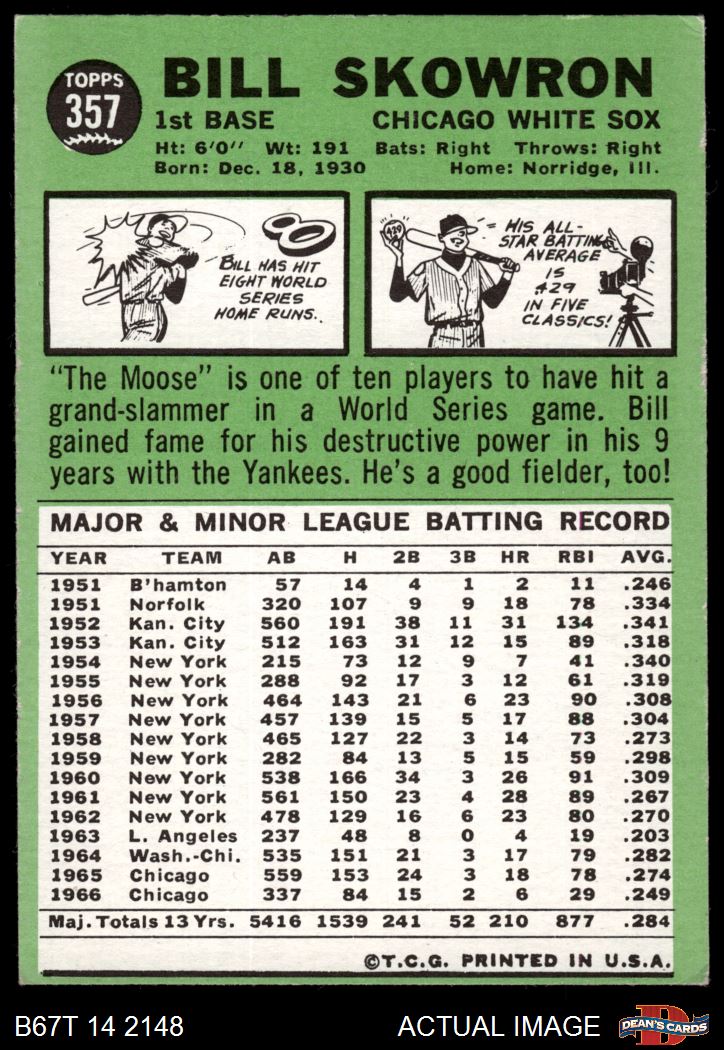 TOPPS
357
BILL SKOWRON
1st BASE CHICAGO WHITE SOX
Ht: 6'0" Wt: 191 Bats: Right Throws: Right
Born: Dec. 18, 1930 Home: Norridge, Ill.
8
BILL HAS HIT
EIGHT WORLD
SERIES
HOME RUNS.
.429
HIS ALL-
STAR BATTING
AVERAGE
IS
.429
IN FIVE
CLASSICS!
"The Moose" is one of ten players to have hit a
grand-slammer in a World Series game. Bill
gained fame for his destructive power in his 9
years with the Yankees. He's a good fielder, too!
MAJOR & MINOR LEAGUE BATTING RECORD
YEAR TEAM AB H 2B 3B HR RBI AVG.
1951 B'hamton 57 14 4 1 2 11 .246
1951 Norfolk 320 107 9 9 18 78 .334
1952 Kan. City 560 191 38 11 31 134 .341
1953 Kan. City 512 163 31 12 15 89 .318
1954 New York 215 73 12 9 7 41 .340
1955 New York 288 92 17 3 12 61 .319
1956 New York 464 143 21 6 23 90 .308
1957 New York 457 139 15 5 17 88 .304
1958 New York 465 127 22 3 14 73 .273
1959 New York 282 84 13 5 15 59 .298
1960 New York 538 166 34 3 26 91 .309
1961 New York 561 150 23 4 28 89 .267
1962 New York 478 129 16 6 23 80 .270
1963 L. Angeles 237 48 8 0 4 19 .203
1964 Wash.-Chi. 535 151 21 3 17 79 .282
1965 Chicago 559 153 24 3 18 78 .274
1966 Chicago 337 84 15 2 6 29 .249
Maj. Totals 13 Yrs. 5416 1539 241 52 210 877 .284
©T.C.G. PRINTED IN U.S.A.
B67T 14 2148 ACTUAL IMAGE DEAN'S CARDS